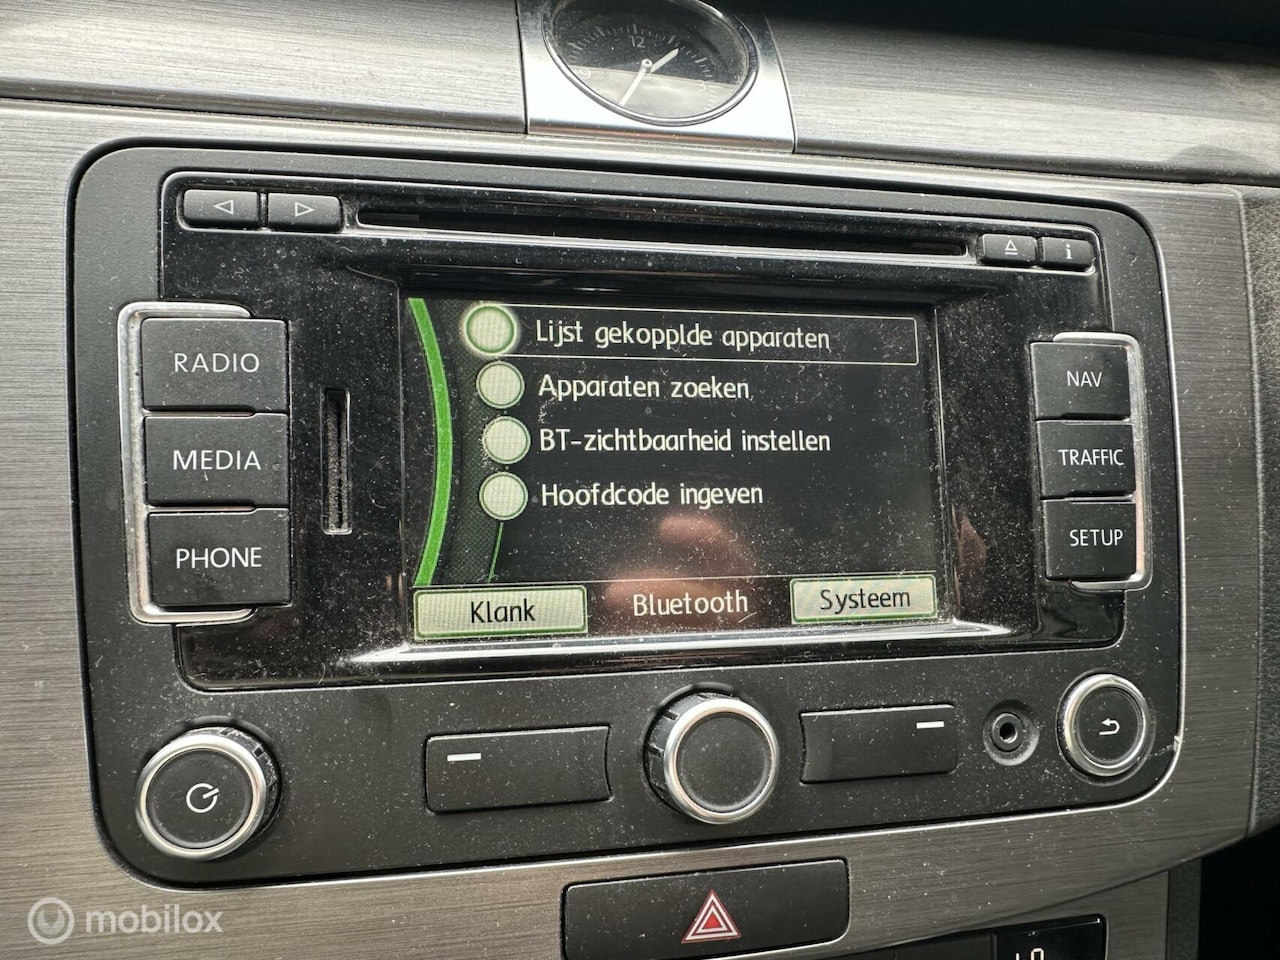 12
RADIO
MEDIA
PHONE
Lijst gekopplde apparaten
Apparaten zoeken
BT-zichtbaarheid instellen
Hoofdcode ingeven
Klank
Bluetooth
Systeem
i
NAV
TRAFFIC
SETUP
mobilox